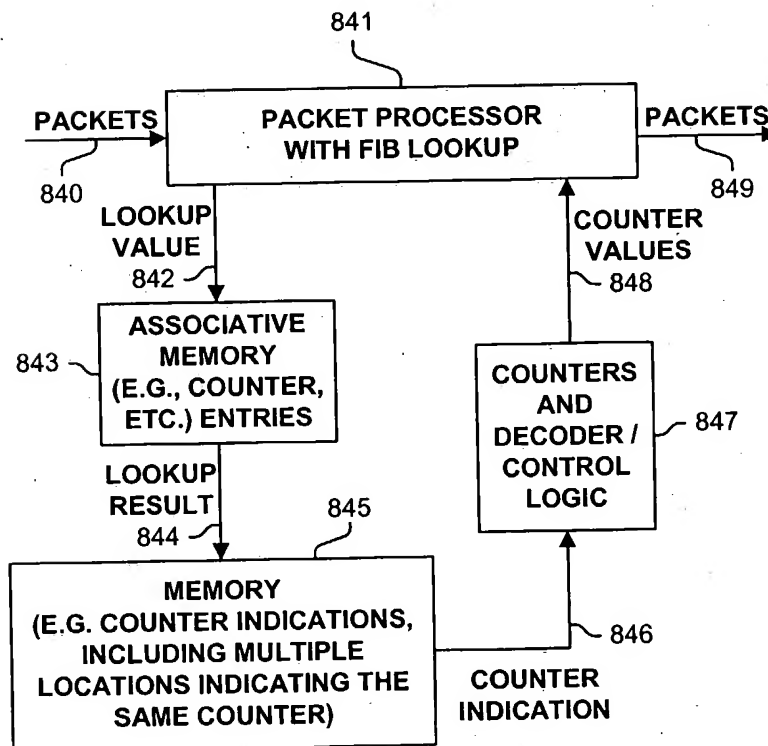 841
PACKETS
840
PACKET PROCESSOR
WITH FIB LOOKUP
PACKETS
849
LOOKUP
VALUE
842
COUNTER
VALUES
848
843
ASSOCIATIVE
MEMORY
(E.G., COUNTER,
ETC.) ENTRIES
COUNTERS
AND
DECODER /
CONTROL
LOGIC
847
LOOKUP
RESULT
844
845
MEMORY
(E.G. COUNTER INDICATIONS,
INCLUDING MULTIPLE
LOCATIONS INDICATING THE
SAME COUNTER)
846
COUNTER
INDICATION